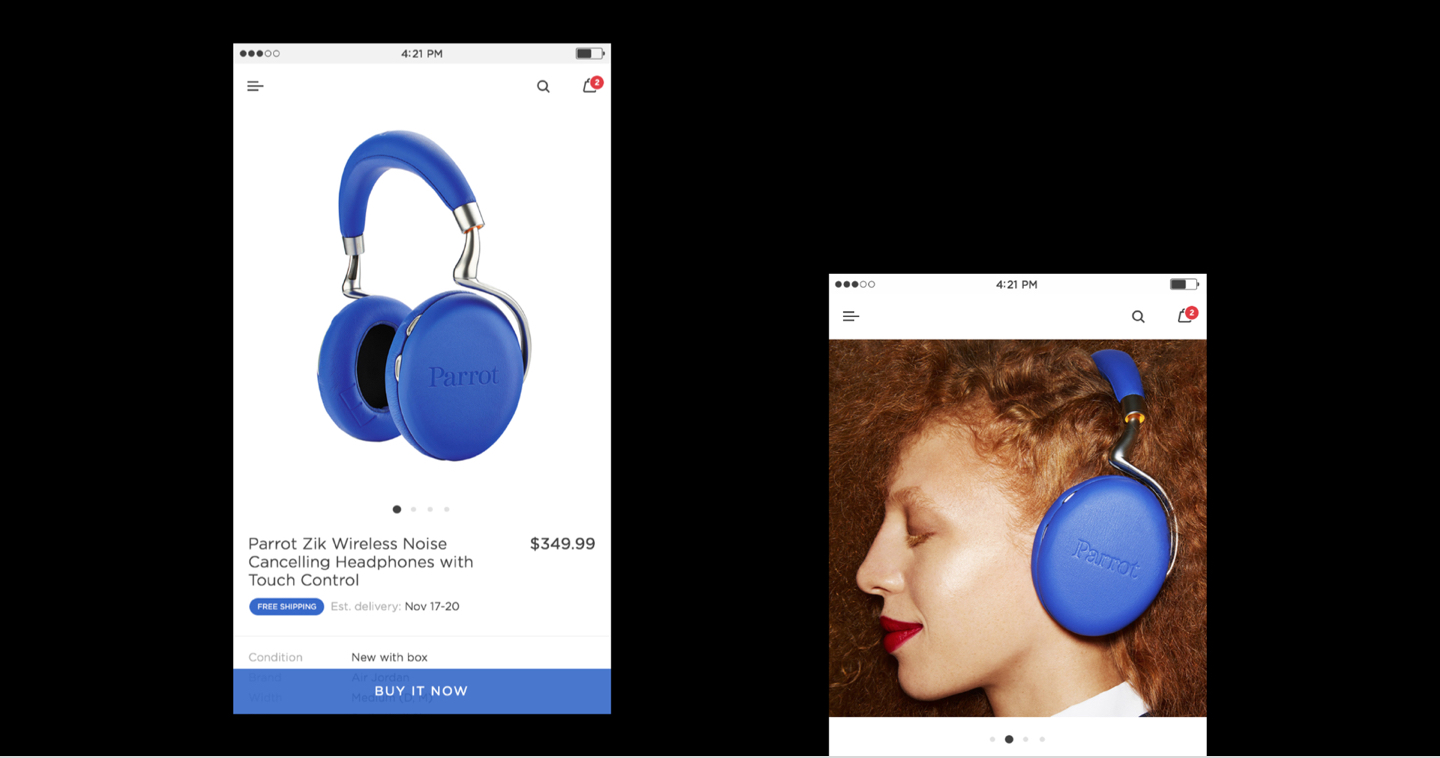 4:21 PM
2
Parrot
Parrot Zik Wireless Noise
Cancelling Headphones with
Touch Control
$349.99
FREE SHIPPING Est. delivery: Nov 17-20
Condition New with box
Brand Air Jordan
Width Medium (D, M)
BUY IT NOW
4:21 PM
2
Parrot